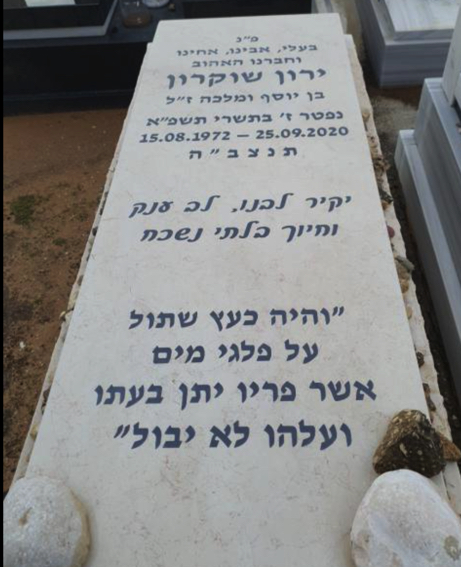 פ"נ
בעלי, אבינו, אחינו
וחברנו האהוב
ירון שוקרון
בן יוסף ומלכה ז"ל
נפטר ז' בתשרי תשפ"א
15.08.1972 – 25.09.2020
תנצב"ה
יקיר לבנו, לב ענק
וחיוך בלתי נשכח
"והיה כעץ שתול
על פלגי מים
אשר פריו יתן בעתו
ועלהו לא יבול"